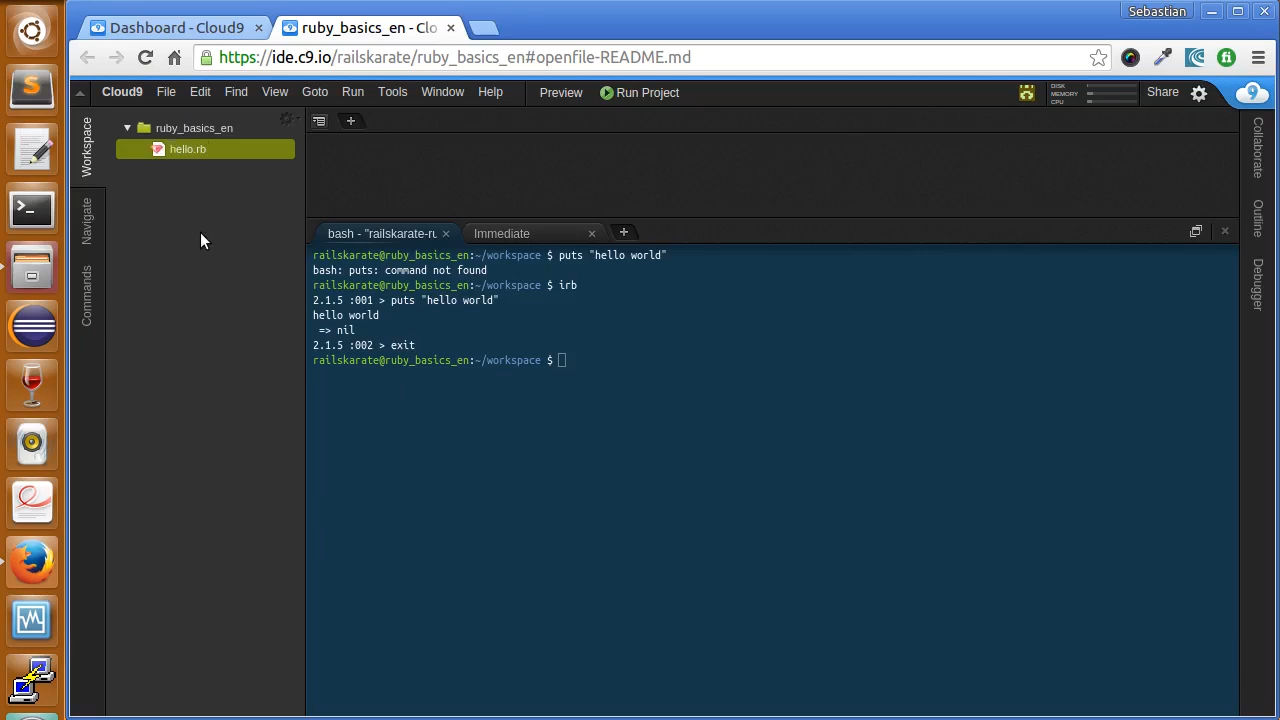 Sebastian
Dashboard - Cloud9
ruby_basics_en - Clo
https://ide.c9.io/railskarate/ruby_basics_en#openfile-README.md
Cloud9 File Edit Find View Goto Run Tools Window Help Preview Run Project DISK MEMORY CPU Share
Workspace
Navigate
Commands
ruby_basics_en
hello.rb
bash - "railskarate-ru
Immediate
railskarate@ruby_basics_en:~/workspace $ puts "hello world"
bash: puts: command not found
railskarate@ruby_basics_en:~/workspace $ irb
2.1.5 :001 > puts "hello world"
hello world
 => nil
2.1.5 :002 > exit
railskarate@ruby_basics_en:~/workspace $
Collaborate
Outline
Debugger